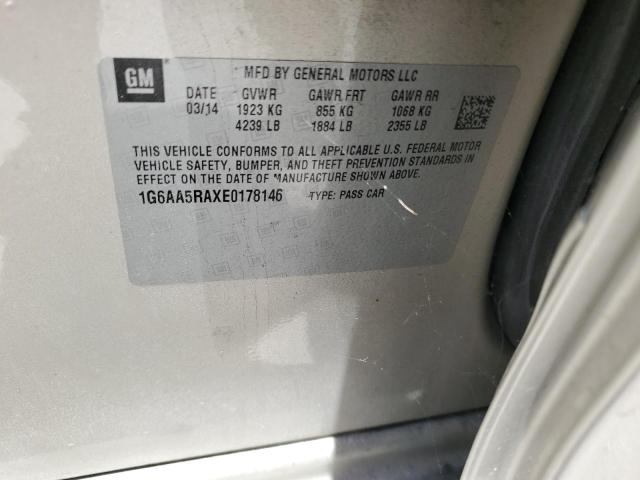 GM
MFD BY GENERAL MOTORS LLC
DATE GVWR GAWR FRT GAWR RR
03/14 1923 KG 855 KG 1068 KG
4239 LB 1884 LB 2355 LB
THIS VEHICLE CONFORMS TO ALL APPLICABLE U.S. FEDERAL MOTOR
VEHICLE SAFETY, BUMPER, AND THEFT PREVENTION STANDARDS IN
EFFECT ON THE DATE OF MANUFACTURE SHOWN ABOVE.
1G6AA5RAXE0178146 TYPE: PASS CAR